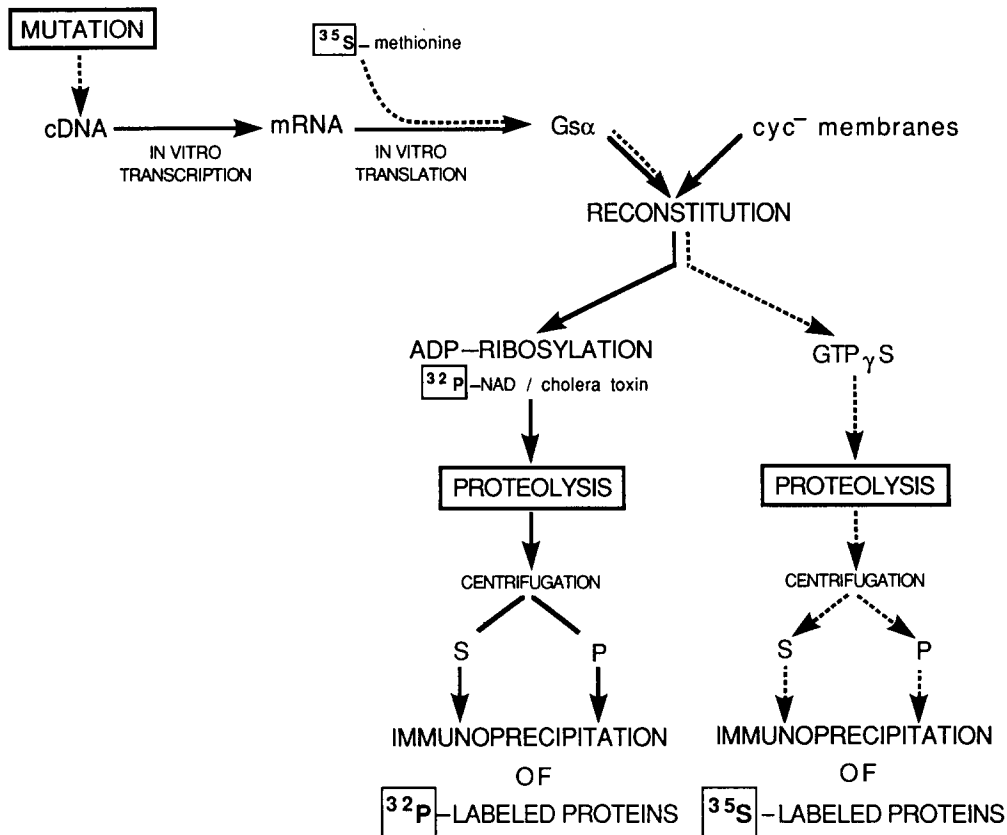 MUTATION
35S – methionine
cDNA
mRNA
Gsα
cyc⁻ membranes
IN VITRO
TRANSCRIPTION
IN VITRO
TRANSLATION
RECONSTITUTION
ADP–RIBOSYLATION
32P –NAD / cholera toxin
GTPγS
PROTEOLYSIS
PROTEOLYSIS
CENTRIFUGATION
CENTRIFUGATION
S
P
S
P
IMMUNOPRECIPITATION
OF
32P –LABELED PROTEINS
IMMUNOPRECIPITATION
OF
35S –LABELED PROTEINS